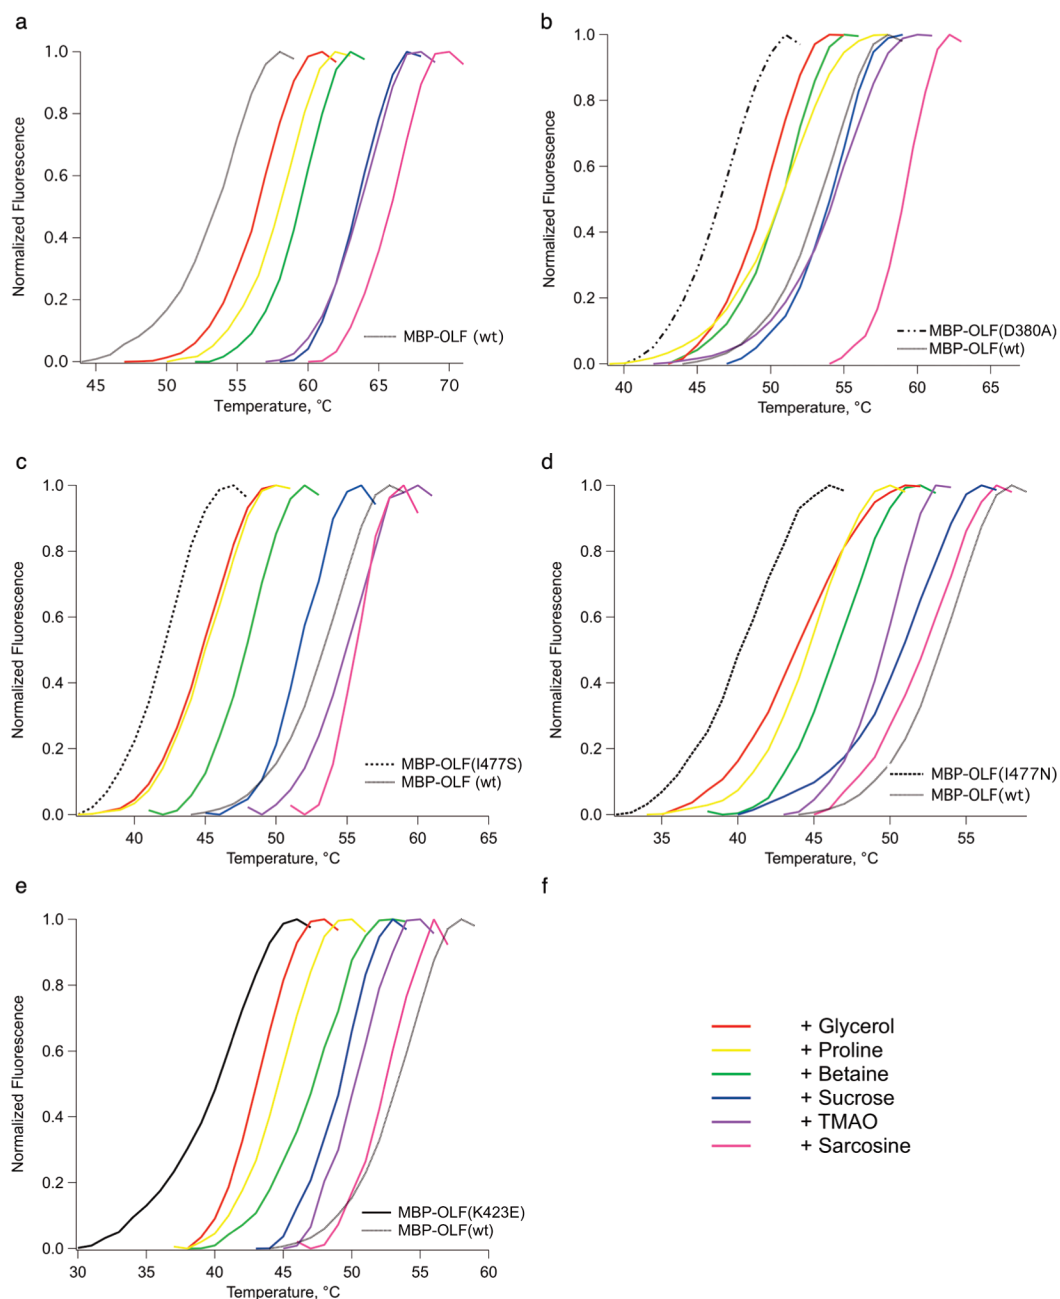 a
1.0
0.8
0.6
0.4
0.2
0.0
Normalized Fluorescence
MBP-OLF (wt)
45 50 55 60 65 70
Temperature, °C
b
1.0
0.8
0.6
0.4
0.2
0.0
Normalized Fluorescence
MBP-OLF(D380A)
MBP-OLF(wt)
40 45 50 55 60 65
Temperature, °C
c
1.0
0.8
0.6
0.4
0.2
0.0
Normalized Fluorescence
MBP-OLF(I477S)
MBP-OLF (wt)
40 45 50 55 60 65
Temperature, °C
d
1.0
0.8
0.6
0.4
0.2
0.0
Normalized Fluorescence
MBP-OLF(I477N)
MBP-OLF(wt)
35 40 45 50 55
Temperature, °C
e
1.0
0.8
0.6
0.4
0.2
0.0
Normalized Fluorescence
MBP-OLF(K423E)
MBP-OLF(wt)
30 35 40 45 50 55 60
Temperature, °C
f
+ Glycerol
+ Proline
+ Betaine
+ Sucrose
+ TMAO
+ Sarcosine